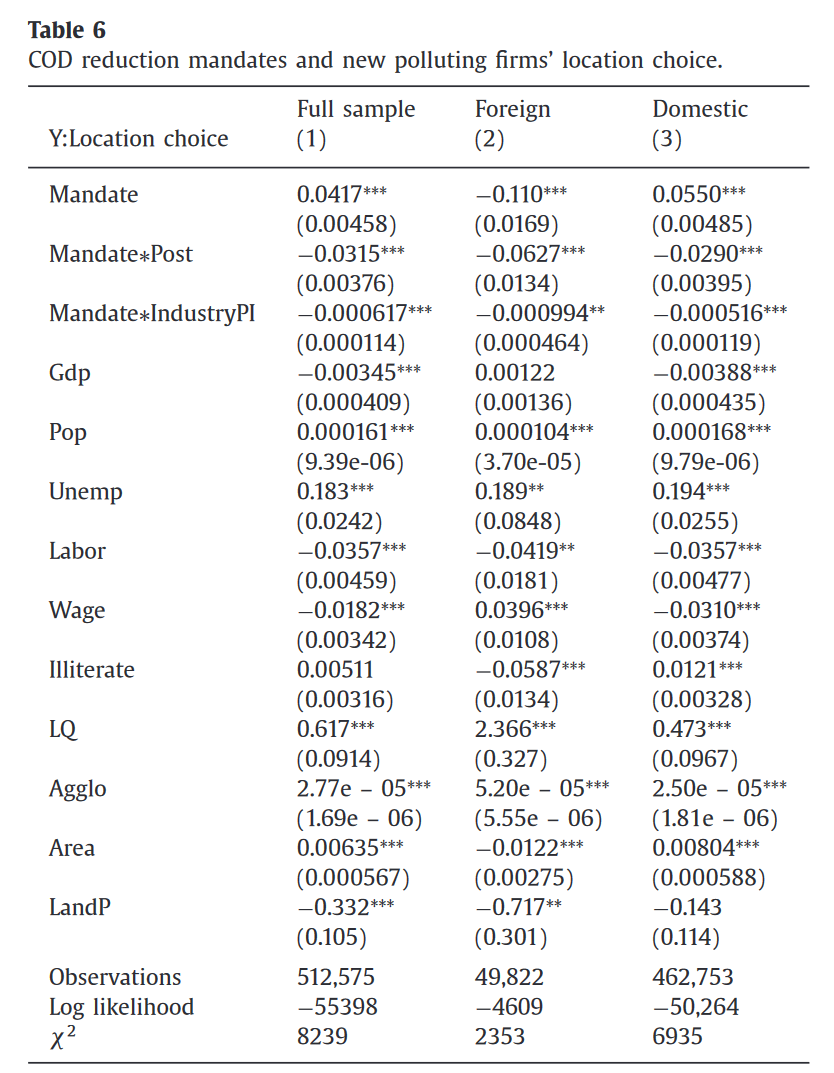 Table 6
COD reduction mandates and new polluting firms' location choice.
Full sample Foreign Domestic
Y:Location choice (1) (2) (3)
Mandate 0.0417*** −0.110*** 0.0550***
(0.00458) (0.0169) (0.00485)
Mandate∗Post −0.0315*** −0.0627*** −0.0290***
(0.00376) (0.0134) (0.00395)
Mandate∗IndustryPI −0.000617*** −0.000994** −0.000516***
(0.000114) (0.000464) (0.000119)
Gdp −0.00345*** 0.00122 −0.00388***
(0.000409) (0.00136) (0.000435)
Pop 0.000161*** 0.000104*** 0.000168***
(9.39e-06) (3.70e-05) (9.79e-06)
Unemp 0.183*** 0.189** 0.194***
(0.0242) (0.0848) (0.0255)
Labor −0.0357*** −0.0419** −0.0357***
(0.00459) (0.0181) (0.00477)
Wage −0.0182*** 0.0396*** −0.0310***
(0.00342) (0.0108) (0.00374)
Illiterate 0.00511 −0.0587*** 0.0121***
(0.00316) (0.0134) (0.00328)
LQ 0.617*** 2.366*** 0.473***
(0.0914) (0.327) (0.0967)
Agglo 2.77e − 05*** 5.20e − 05*** 2.50e − 05***
(1.69e − 06) (5.55e − 06) (1.81e − 06)
Area 0.00635*** −0.0122*** 0.00804***
(0.000567) (0.00275) (0.000588)
LandP −0.332*** −0.717** −0.143
(0.105) (0.301) (0.114)
Observations 512,575 49,822 462,753
Log likelihood −55398 −4609 −50,264
χ² 8239 2353 6935